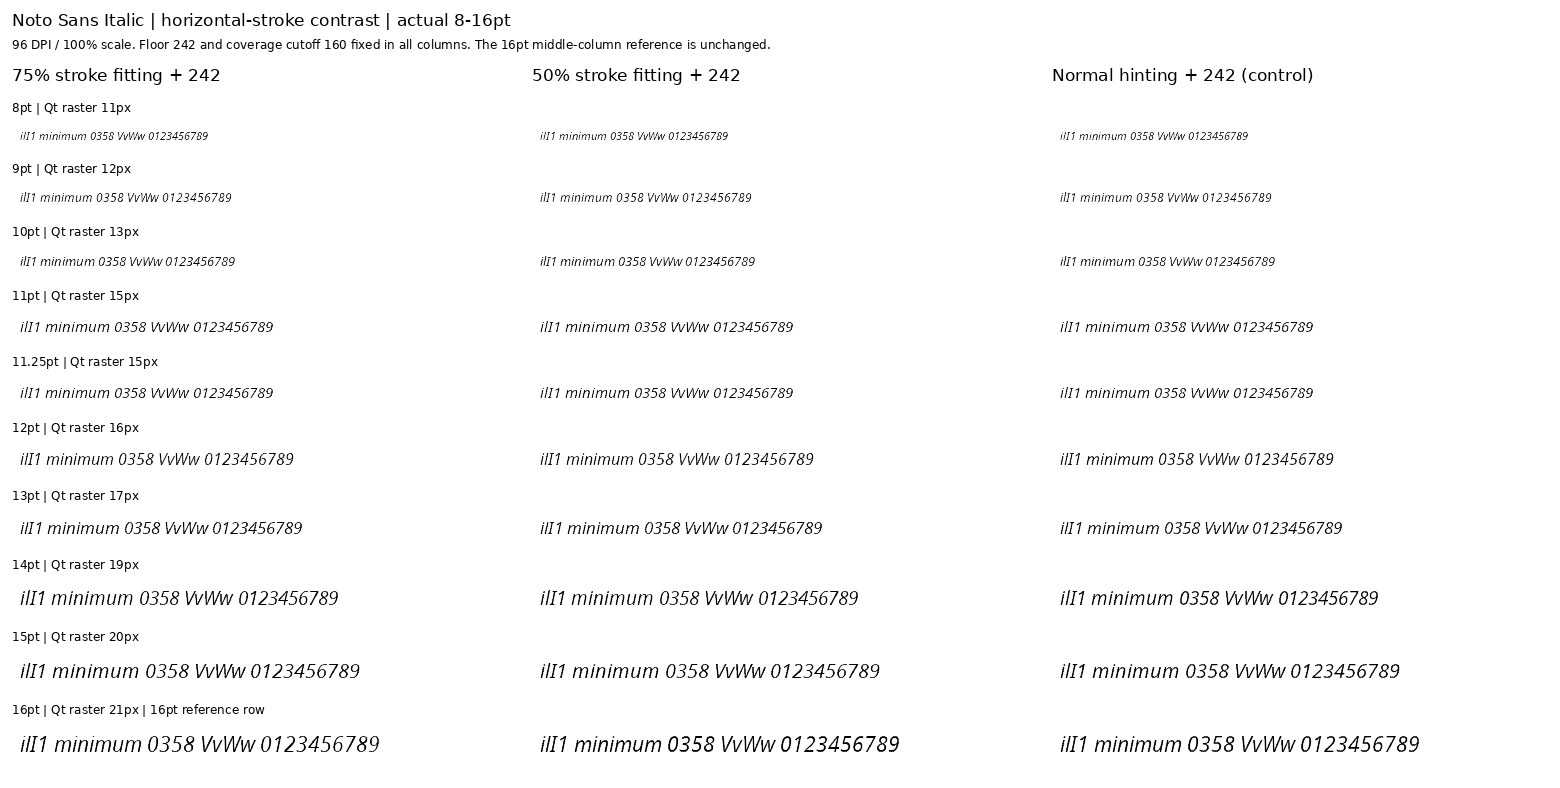 Noto Sans Italic | horizontal-stroke contrast | actual 8-16pt
96 DPI / 100% scale. Floor 242 and coverage cutoff 160 fixed in all columns. The 16pt middle-column reference is unchanged.
75% stroke fitting + 242 50% stroke fitting + 242 Normal hinting + 242 (control)
8pt | Qt raster 11px
ilI1 minimum 0358 VvWw 0123456789 ilI1 minimum 0358 VvWw 0123456789 ilI1 minimum 0358 VvWw 0123456789
9pt | Qt raster 12px
ilI1 minimum 0358 VvWw 0123456789 ilI1 minimum 0358 VvWw 0123456789 ilI1 minimum 0358 VvWw 0123456789
10pt | Qt raster 13px
ilI1 minimum 0358 VvWw 0123456789 ilI1 minimum 0358 VvWw 0123456789 ilI1 minimum 0358 VvWw 0123456789
11pt | Qt raster 15px
ilI1 minimum 0358 VvWw 0123456789 ilI1 minimum 0358 VvWw 0123456789 ilI1 minimum 0358 VvWw 0123456789
11.25pt | Qt raster 15px
ilI1 minimum 0358 VvWw 0123456789 ilI1 minimum 0358 VvWw 0123456789 ilI1 minimum 0358 VvWw 0123456789
12pt | Qt raster 16px
ilI1 minimum 0358 VvWw 0123456789 ilI1 minimum 0358 VvWw 0123456789 ilI1 minimum 0358 VvWw 0123456789
13pt | Qt raster 17px
ilI1 minimum 0358 VvWw 0123456789 ilI1 minimum 0358 VvWw 0123456789 ilI1 minimum 0358 VvWw 0123456789
14pt | Qt raster 19px
ilI1 minimum 0358 VvWw 0123456789 ilI1 minimum 0358 VvWw 0123456789 ilI1 minimum 0358 VvWw 0123456789
15pt | Qt raster 20px
ilI1 minimum 0358 VvWw 0123456789 ilI1 minimum 0358 VvWw 0123456789 ilI1 minimum 0358 VvWw 0123456789
16pt | Qt raster 21px | 16pt reference row
ilI1 minimum 0358 VvWw 0123456789 ilI1 minimum 0358 VvWw 0123456789 ilI1 minimum 0358 VvWw 0123456789